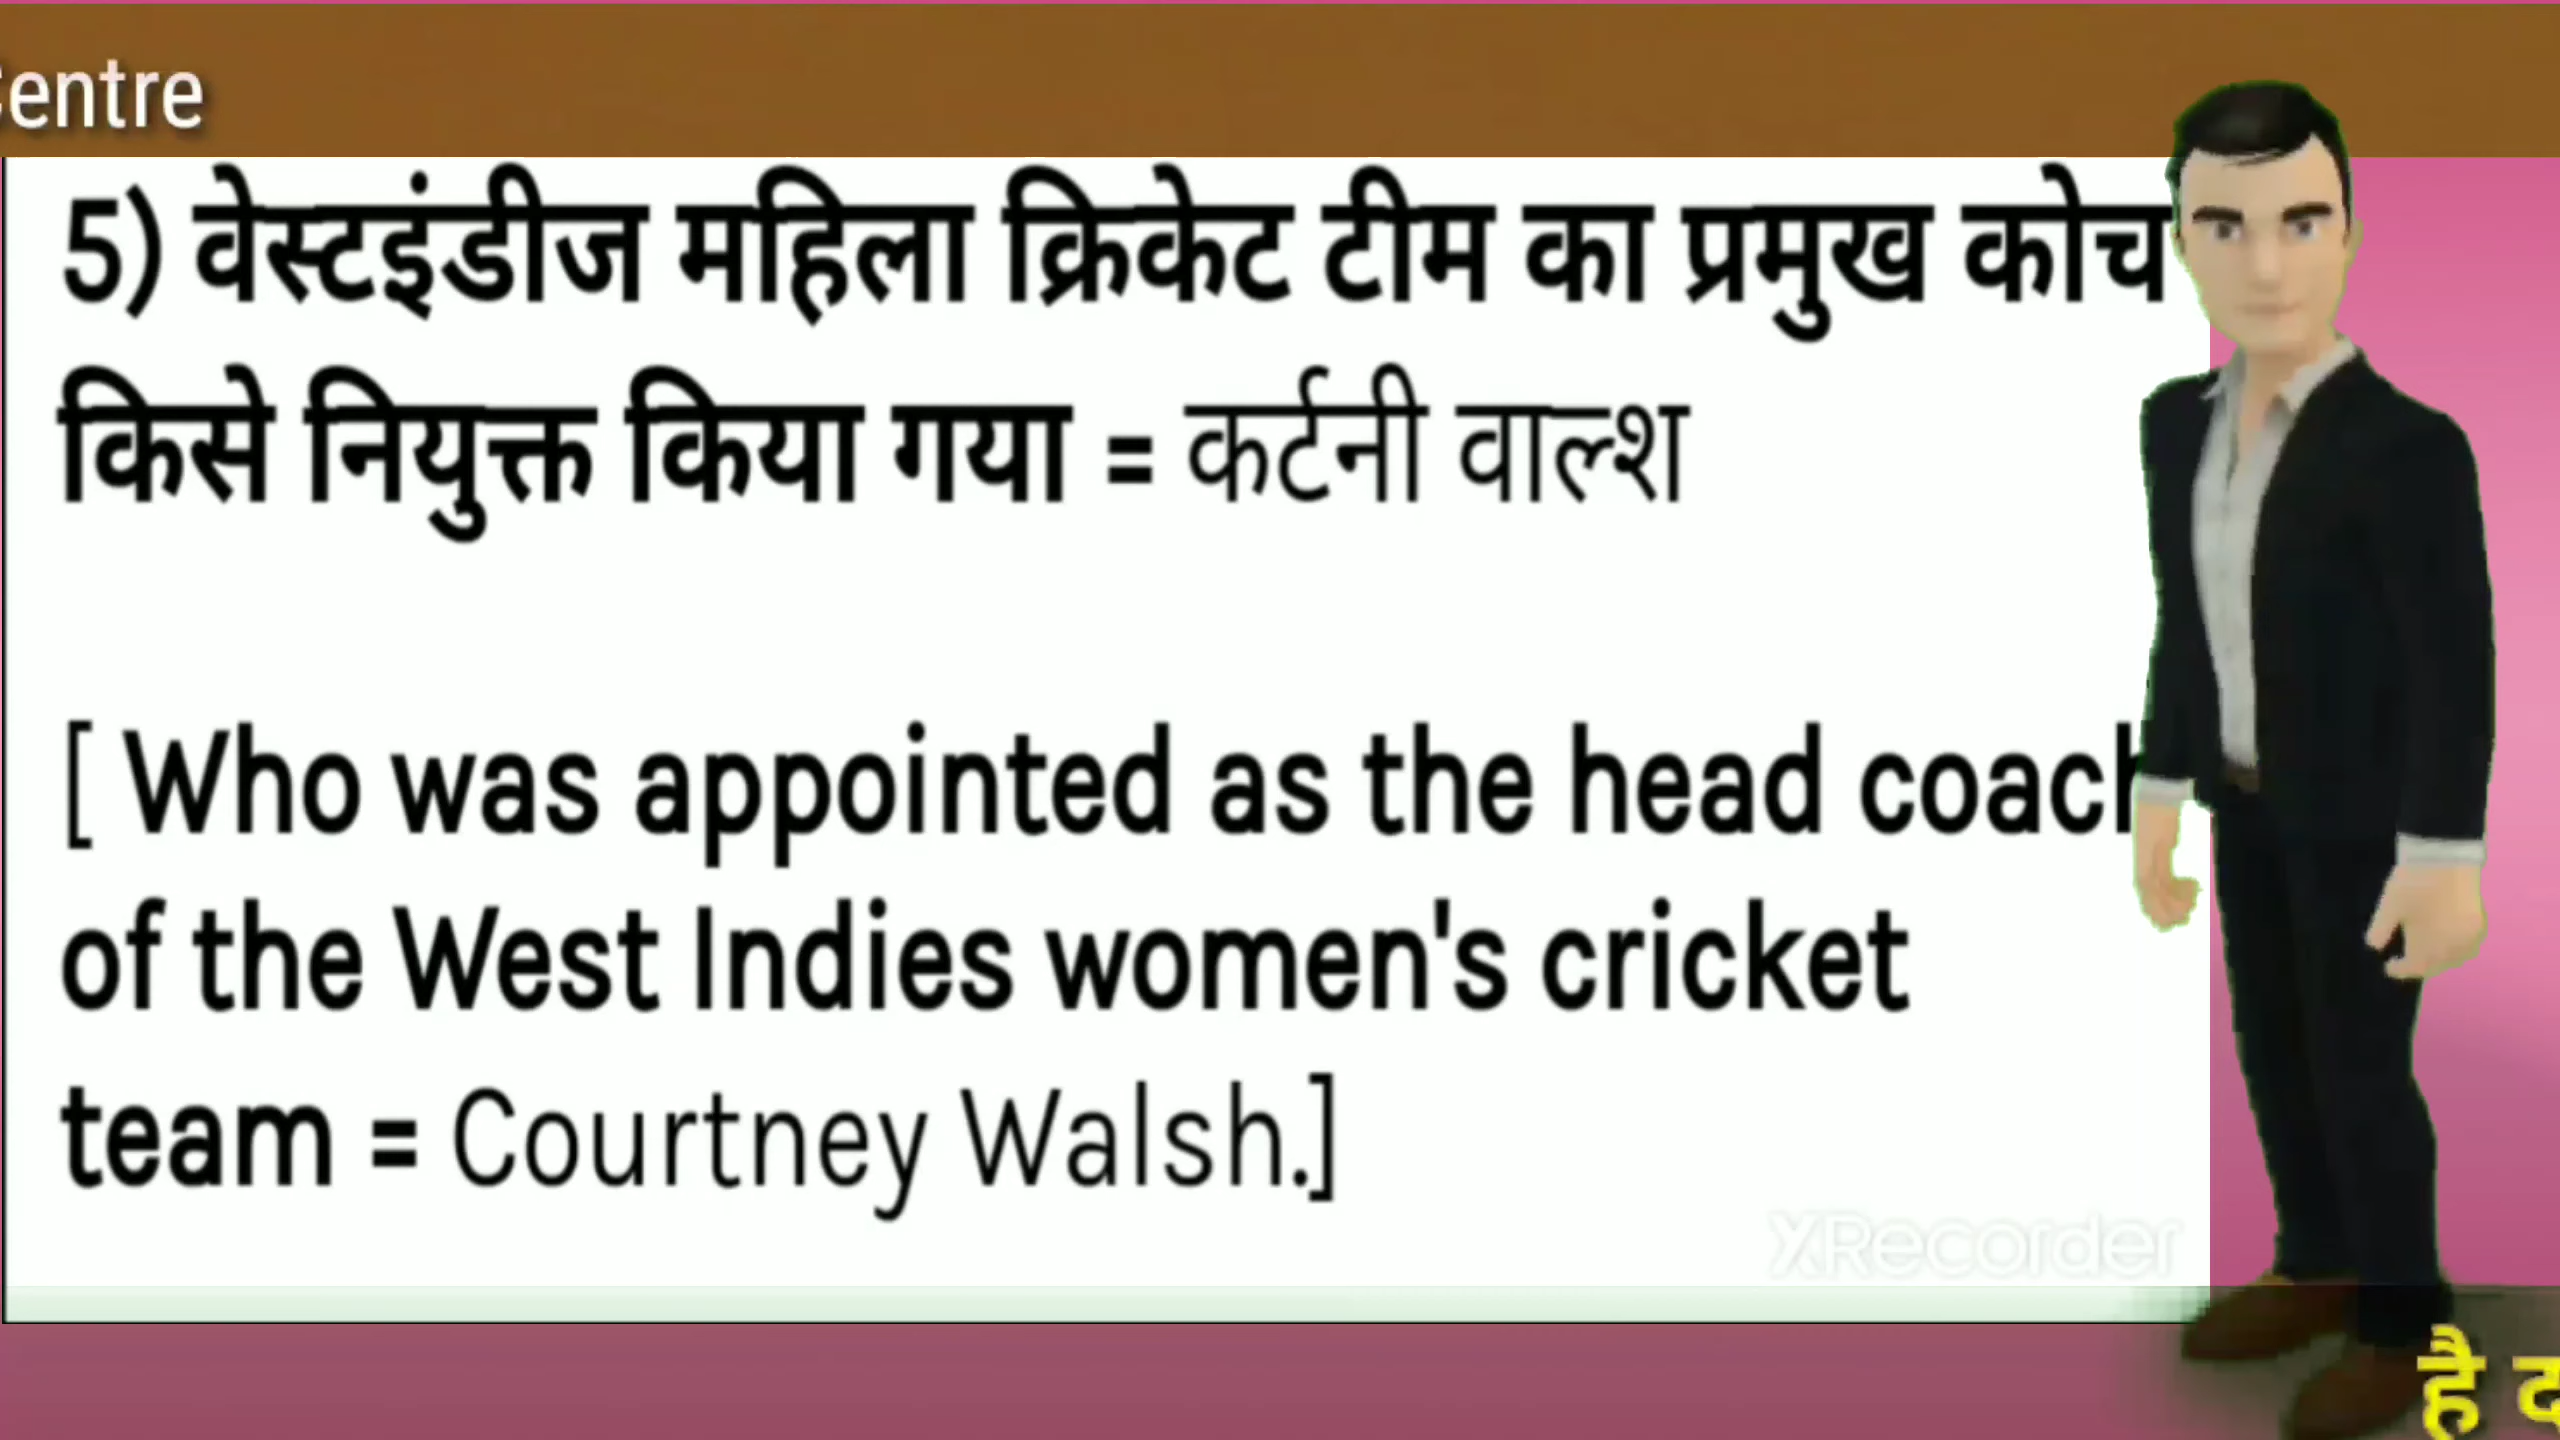 entre
5) वेस्टइंडीज महिला क्रिकेट टीम का प्रमुख कोच
किसे नियुक्त किया गया = कर्टनी वाल्श
[ Who was appointed as the head coach
of the West Indies women's cricket
team = Courtney Walsh.]
XRecorder
है